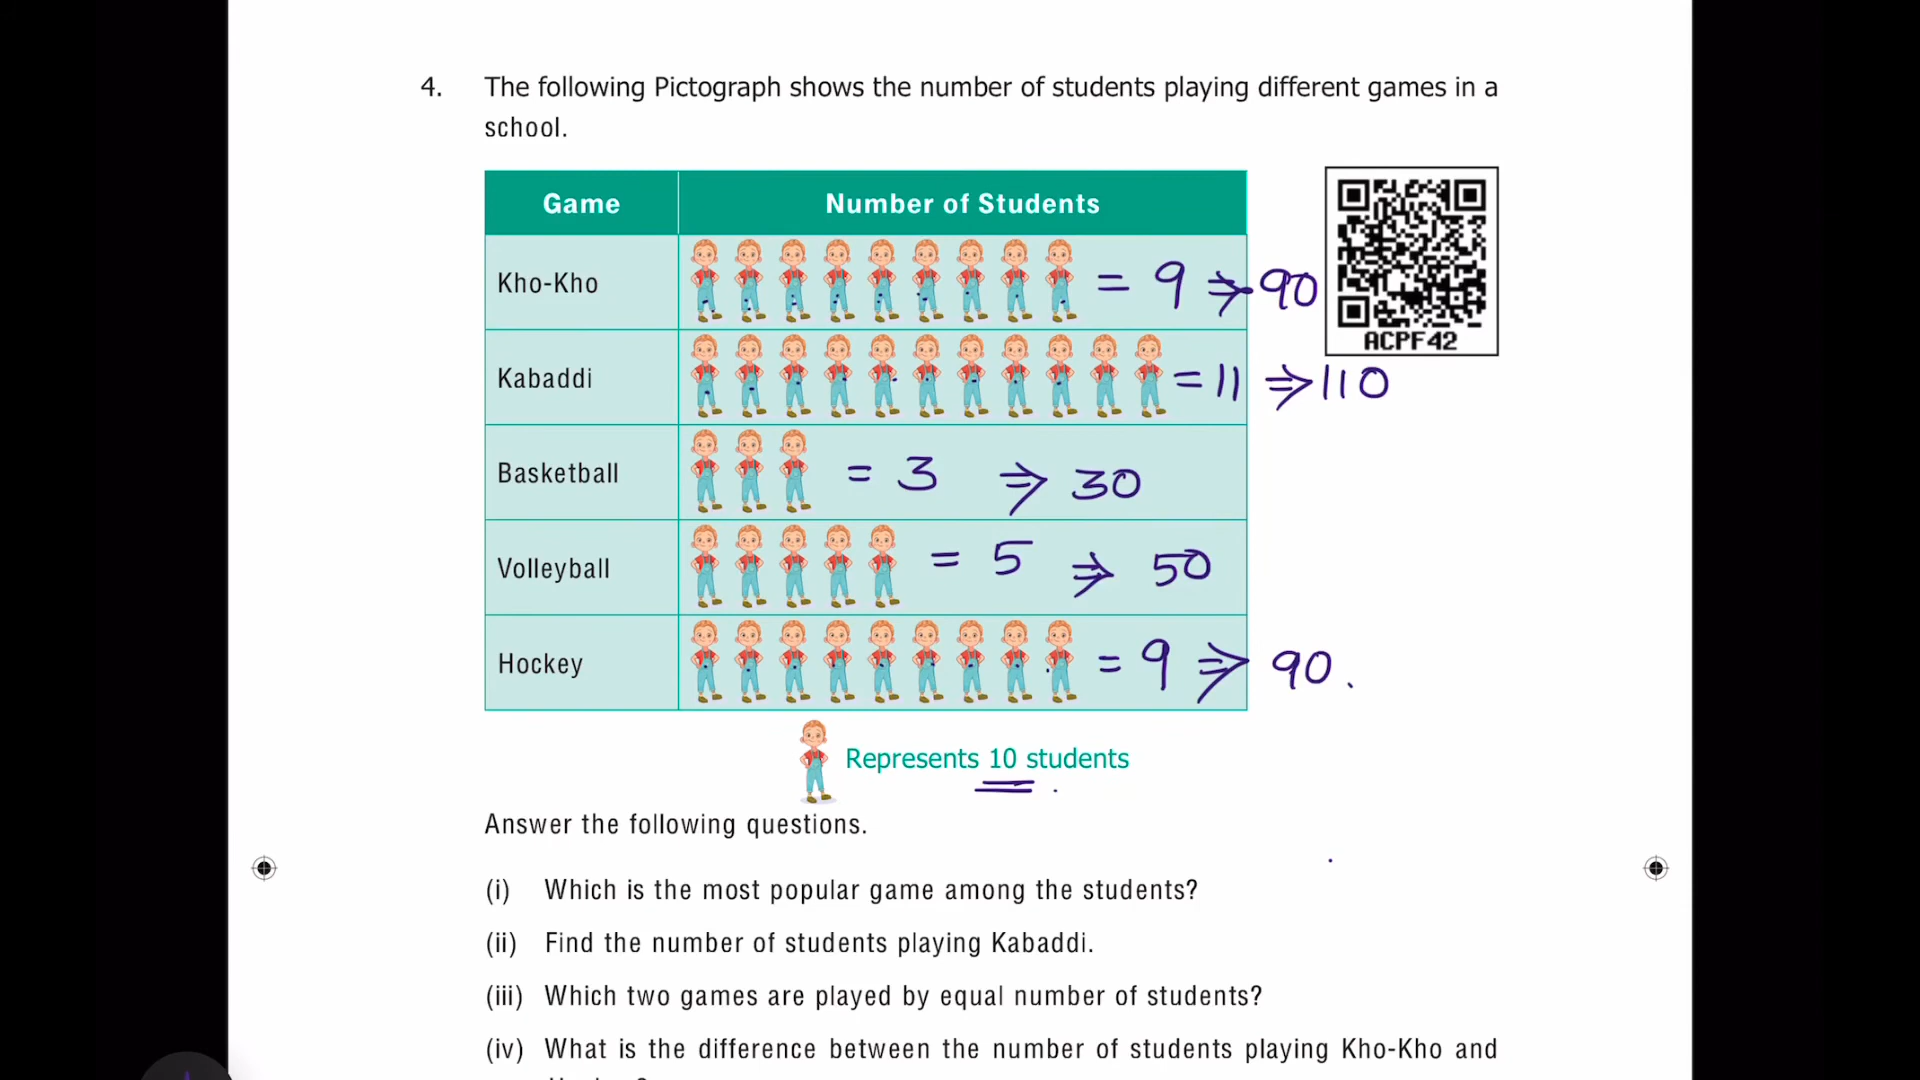 4. The following Pictograph shows the number of students playing different games in a
school.
Game Number of Students
Kho-Kho = 9 ⇒ 90
ACPF42
Kabaddi = 11 ⇒ 110
Basketball = 3 ⇒ 30
Volleyball = 5 ⇒ 50
Hockey = 9 ⇒ 90.
Represents 10 students
Answer the following questions.
(i) Which is the most popular game among the students?
(ii) Find the number of students playing Kabaddi.
(iii) Which two games are played by equal number of students?
(iv) What is the difference between the number of students playing Kho-Kho and